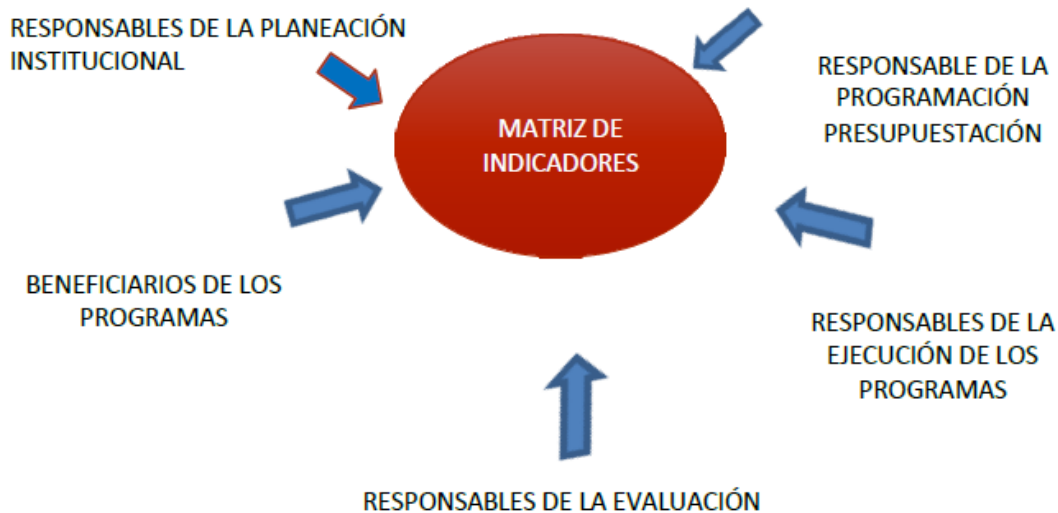 RESPONSABLES DE LA PLANEACIÓN
INSTITUCIONAL
MATRIZ DE
INDICADORES
RESPONSABLE DE LA
PROGRAMACIÓN
PRESUPUESTACIÓN
BENEFICIARIOS DE LOS
PROGRAMAS
RESPONSABLES DE LA
EJECUCIÓN DE LOS
PROGRAMAS
RESPONSABLES DE LA EVALUACIÓN